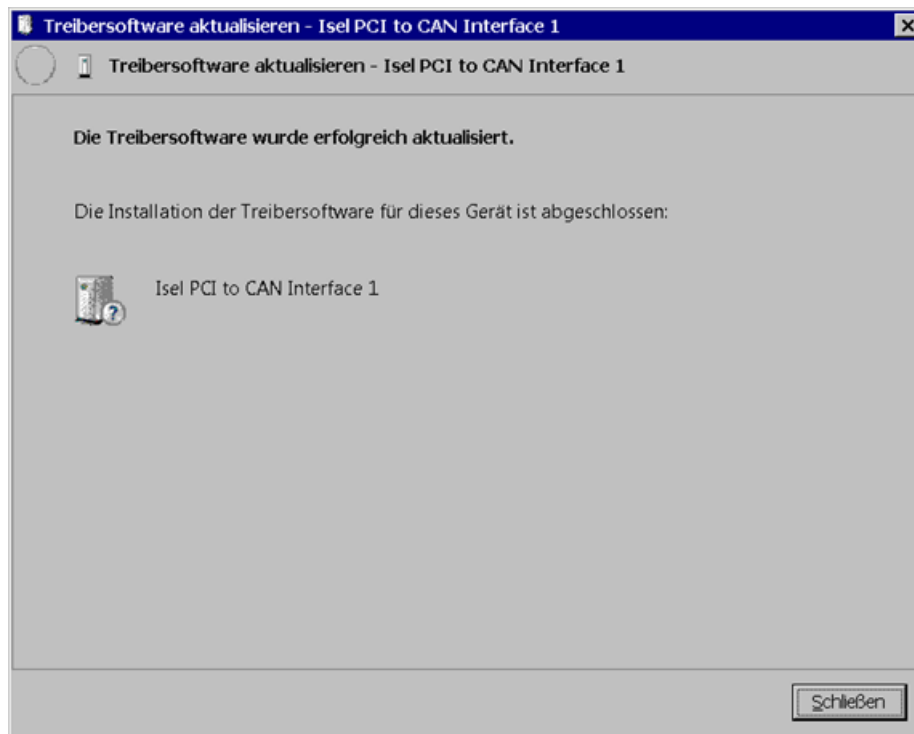 Treibersoftware aktualisieren - Isel PCI to CAN Interface 1
Treibersoftware aktualisieren - Isel PCI to CAN Interface 1
Die Treibersoftware wurde erfolgreich aktualisiert.
Die Installation der Treibersoftware für dieses Gerät ist abgeschlossen:
Isel PCI to CAN Interface 1
Schließen